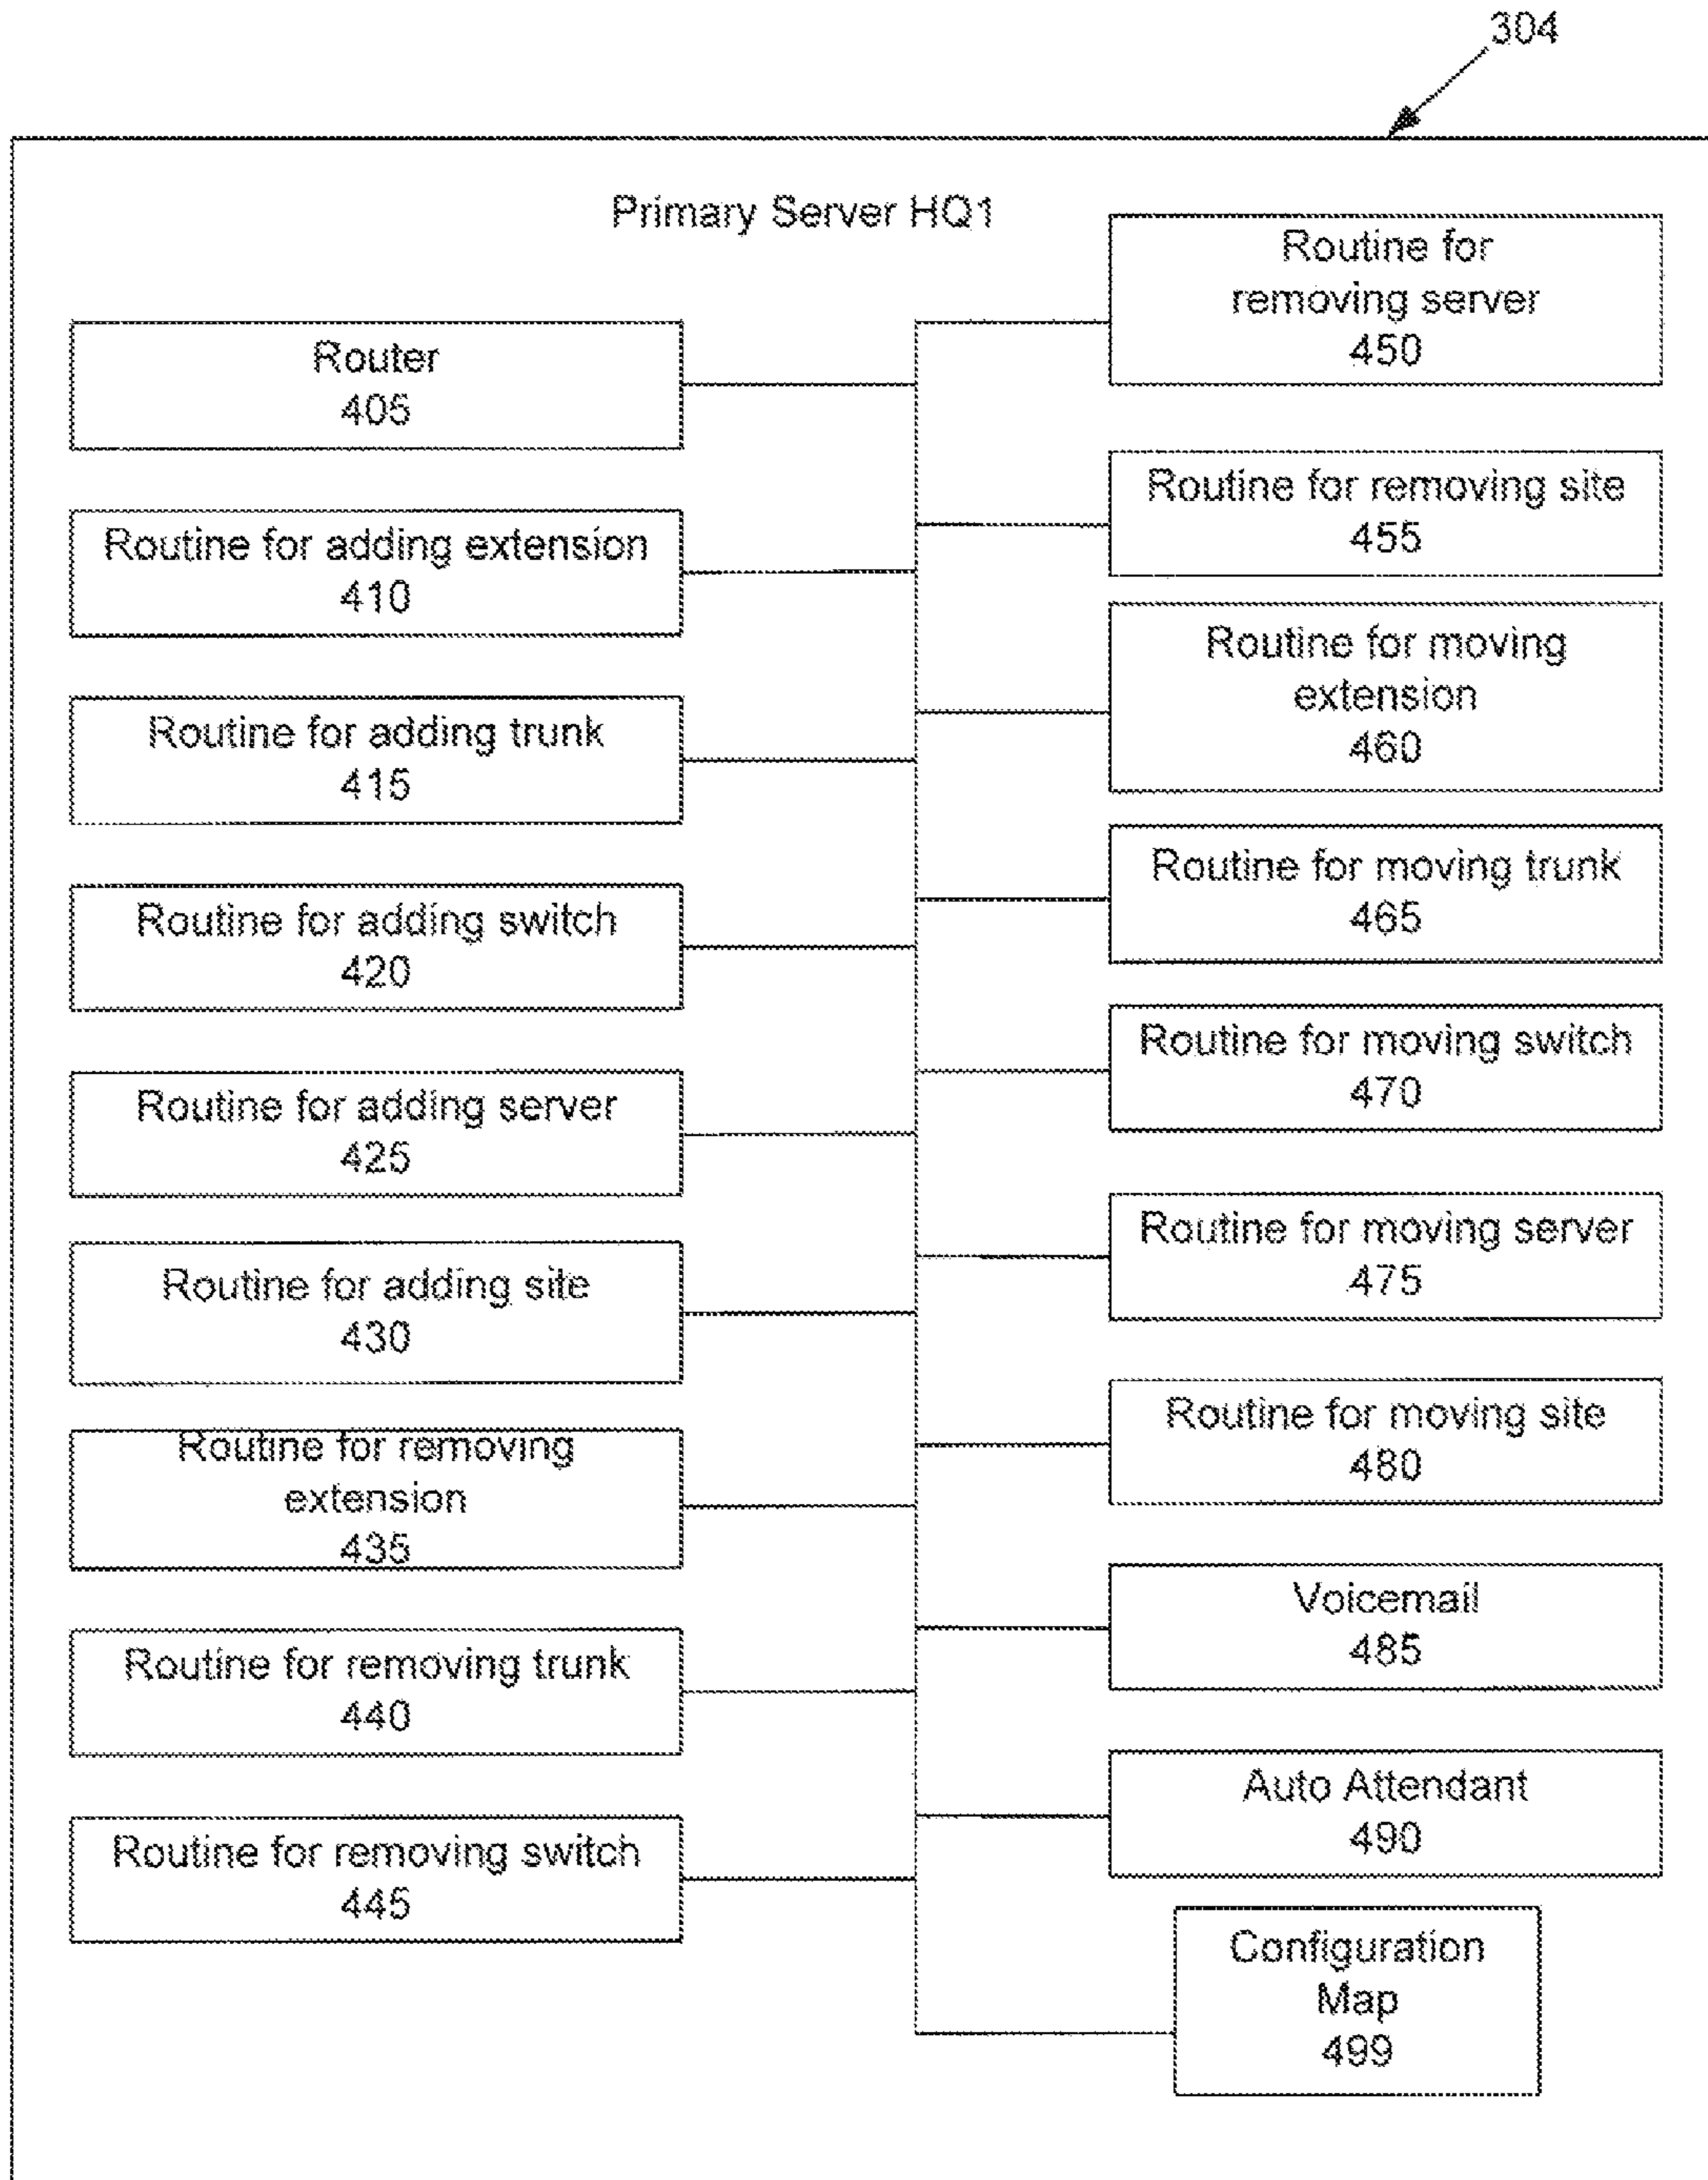 304
Primary Server HQ1
Router
405
Routine for adding extension
410
Routine for adding trunk
415
Routine for adding switch
420
Routine for adding server
425
Routine for adding site
430
Routine for removing
extension
435
Routine for removing trunk
440
Routine for removing switch
445
Routine for
removing server
450
Routine for removing site
455
Routine for moving
extension
460
Routine for moving trunk
465
Routine for moving switch
470
Routine for moving server
475
Routine for moving site
480
Voicemail
485
Auto Attendant
490
Configuration
Map
499